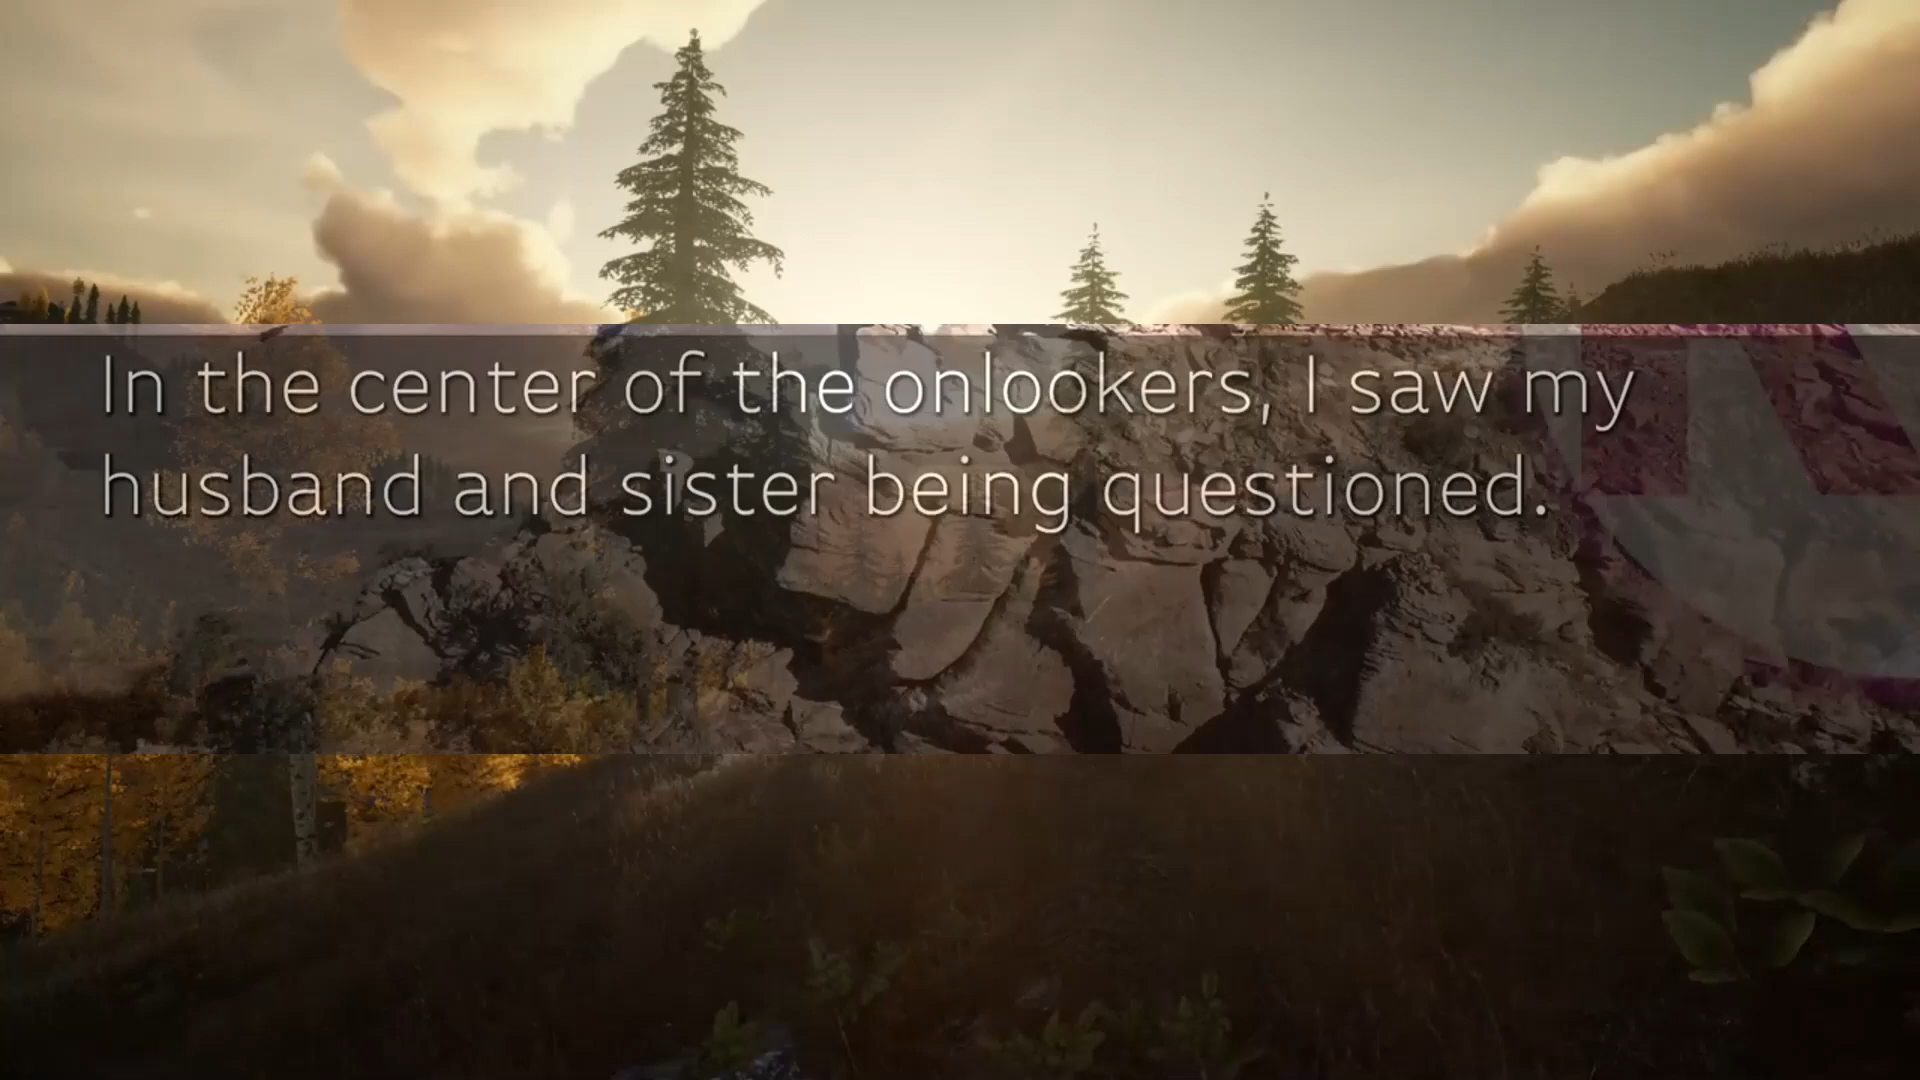 In the center of the onlookers, I saw my
husband and sister being questioned.